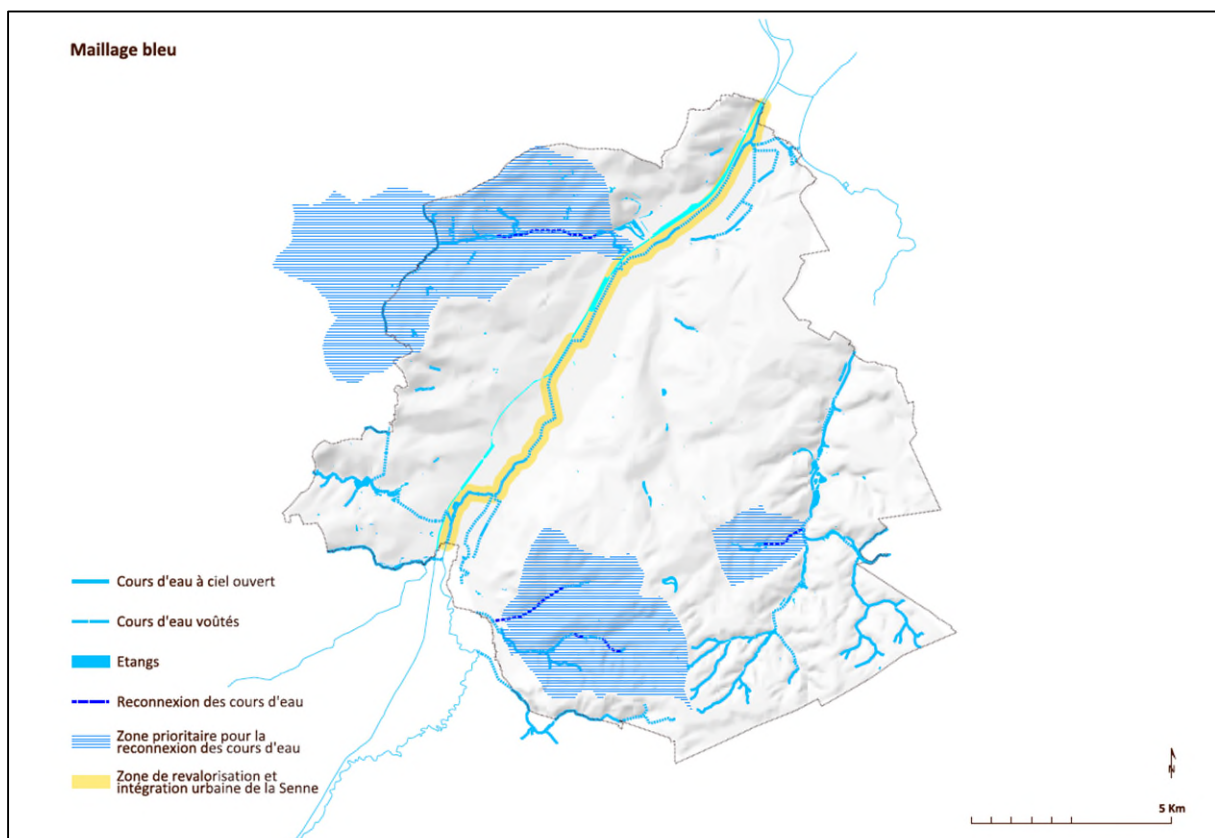 Maillage bleu
Cours d'eau à ciel ouvert
Cours d'eau voûtés
Etangs
Reconnexion des cours d'eau
Zone prioritaire pour la
reconnexion des cours d'eau
Zone de revalorisation et
intégration urbaine de la Senne
N
5 Km